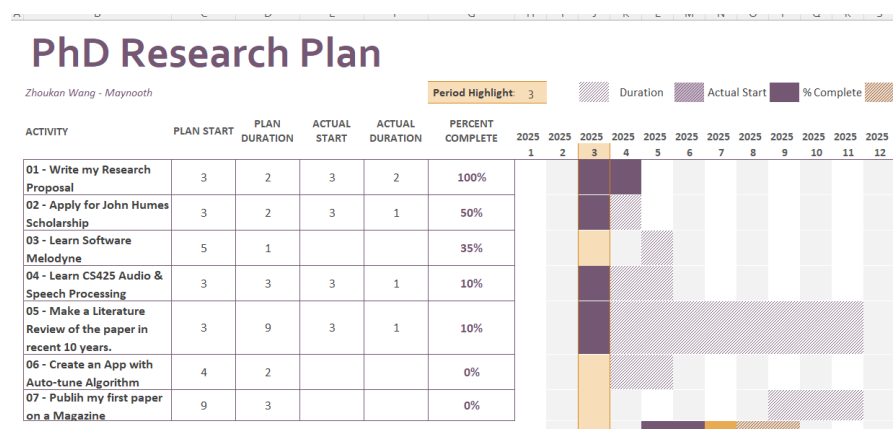 PhD Research Plan
Zhoukan Wang - Maynooth
Period Highlight: 3
Duration
Actual Start
% Complete
ACTIVITY
PLAN START
PLAN
DURATION
ACTUAL
START
ACTUAL
DURATION
PERCENT
COMPLETE
2025 2025 2025 2025 2025 2025 2025 2025 2025 2025 2025 2025
1 2 3 4 5 6 7 8 9 10 11 12
01 - Write my Research
Proposal
3 2 3 2 100%
02 - Apply for John Humes
Scholarship
3 2 3 1 50%
03 - Learn Software
Melodyne
5 1 35%
04 - Learn CS425 Audio &
Speech Processing
3 3 3 1 10%
05 - Make a Literature
Review of the paper in
recent 10 years.
3 9 3 1 10%
06 - Create an App with
Auto-tune Algorithm
4 2 0%
07 - Publih my first paper
on a Magazine
9 3 0%